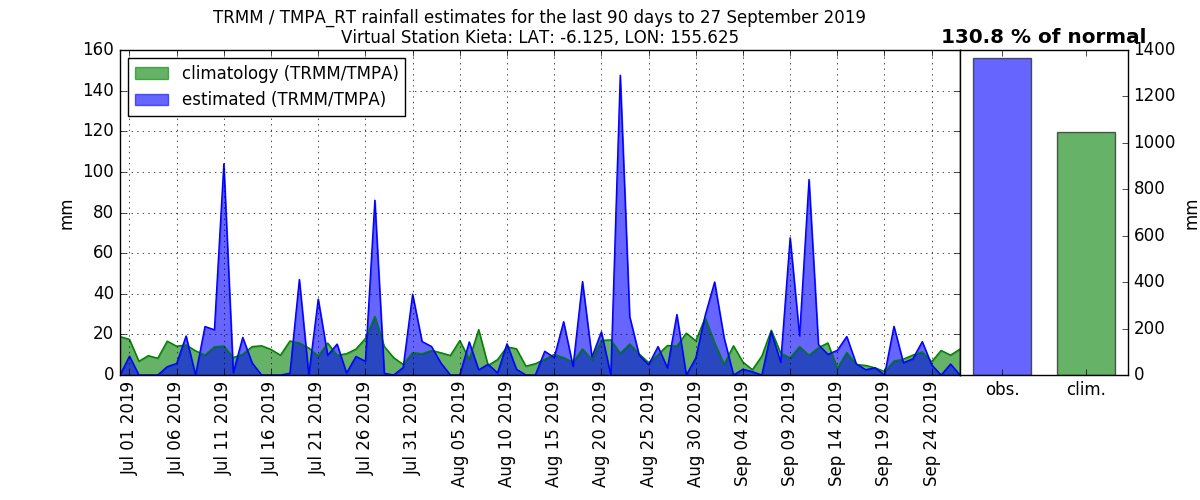 TRMM / TMPA_RT rainfall estimates for the last 90 days to 27 September 2019
Virtual Station Kieta: LAT: -6.125, LON: 155.625
130.8 % of normal
climatology (TRMM/TMPA)
estimated (TRMM/TMPA)
mm
160
140
120
100
80
60
40
20
0
Jul 01 2019
Jul 06 2019
Jul 11 2019
Jul 16 2019
Jul 21 2019
Jul 26 2019
Jul 31 2019
Aug 05 2019
Aug 10 2019
Aug 15 2019
Aug 20 2019
Aug 25 2019
Aug 30 2019
Sep 04 2019
Sep 09 2019
Sep 14 2019
Sep 19 2019
Sep 24 2019
1400
1200
1000
800
600
400
200
0
mm
obs.
clim.